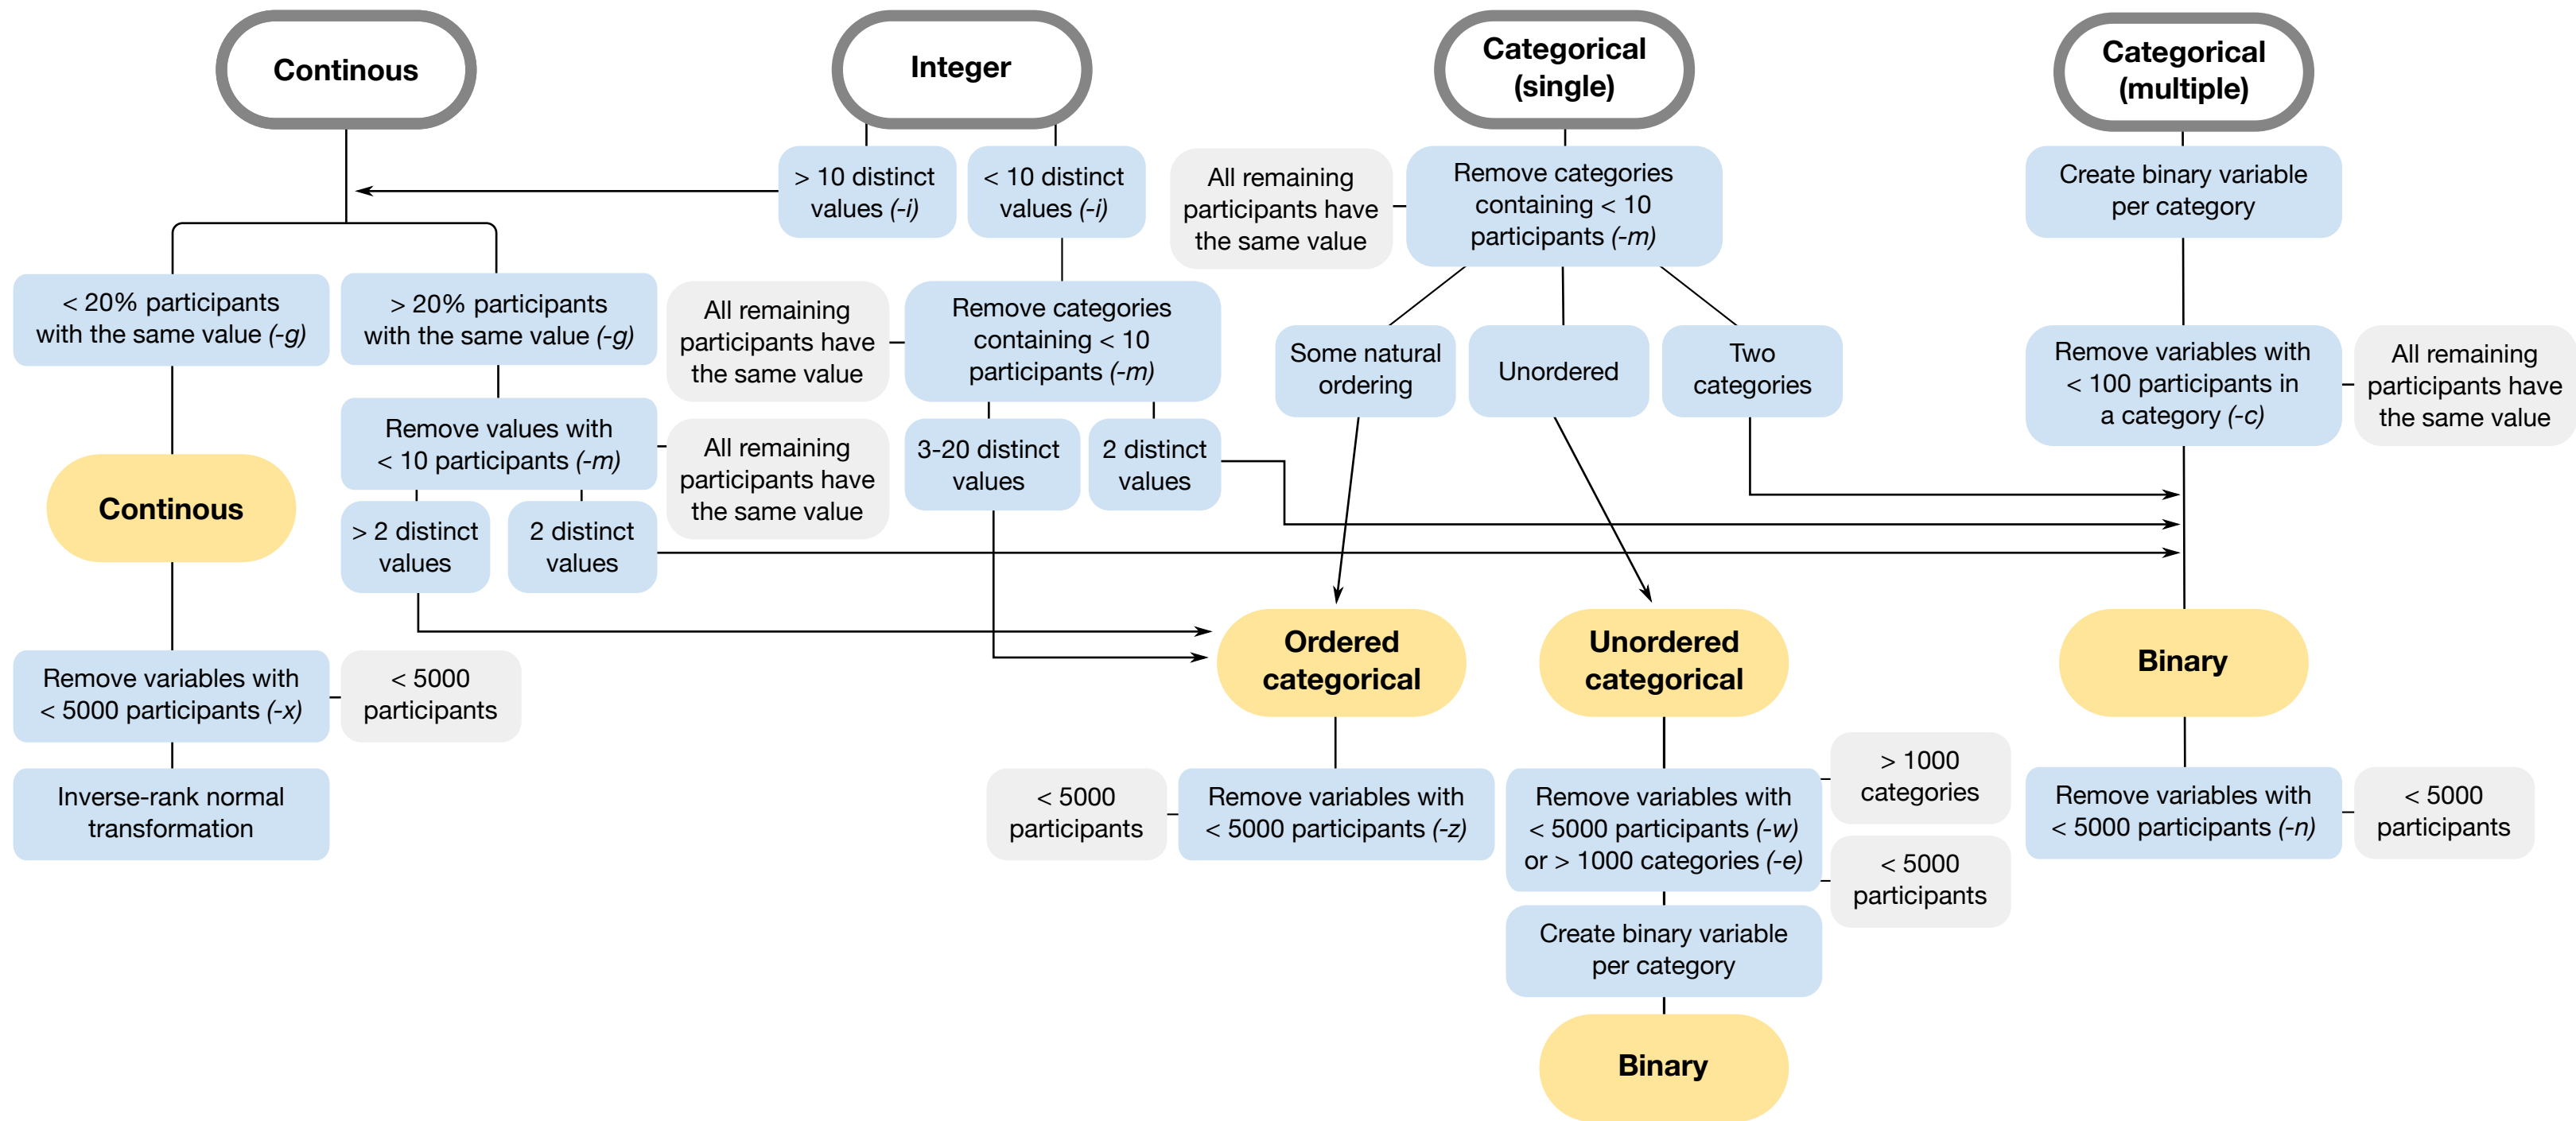 Continous
Integer
Categorical
(single)
Categorical
(multiple)
> 10 distinct
values (-i)
< 10 distinct
values (-i)
All remaining
participants have
the same value
Remove categories
containing < 10
participants (-m)
Create binary variable
per category
< 20% participants
with the same value (-g)
> 20% participants
with the same value (-g)
All remaining
participants have
the same value
Remove categories
containing < 10
participants (-m)
Some natural
ordering
Unordered
Two
categories
Remove variables with
< 100 participants in
a category (-c)
All remaining
participants have
the same value
Remove values with
< 10 participants (-m)
All remaining
participants have
the same value
3-20 distinct
values
2 distinct
values
Continous
> 2 distinct
values
2 distinct
values
Ordered
categorical
Unordered
categorical
Binary
Remove variables with
< 5000 participants (-x)
< 5000
participants
Inverse-rank normal
transformation
< 5000
participants
Remove variables with
< 5000 participants (-z)
Remove variables with
< 5000 participants (-w)
or > 1000 categories (-e)
> 1000
categories
< 5000
participants
Remove variables with
< 5000 participants (-n)
< 5000
participants
Create binary variable
per category
Binary